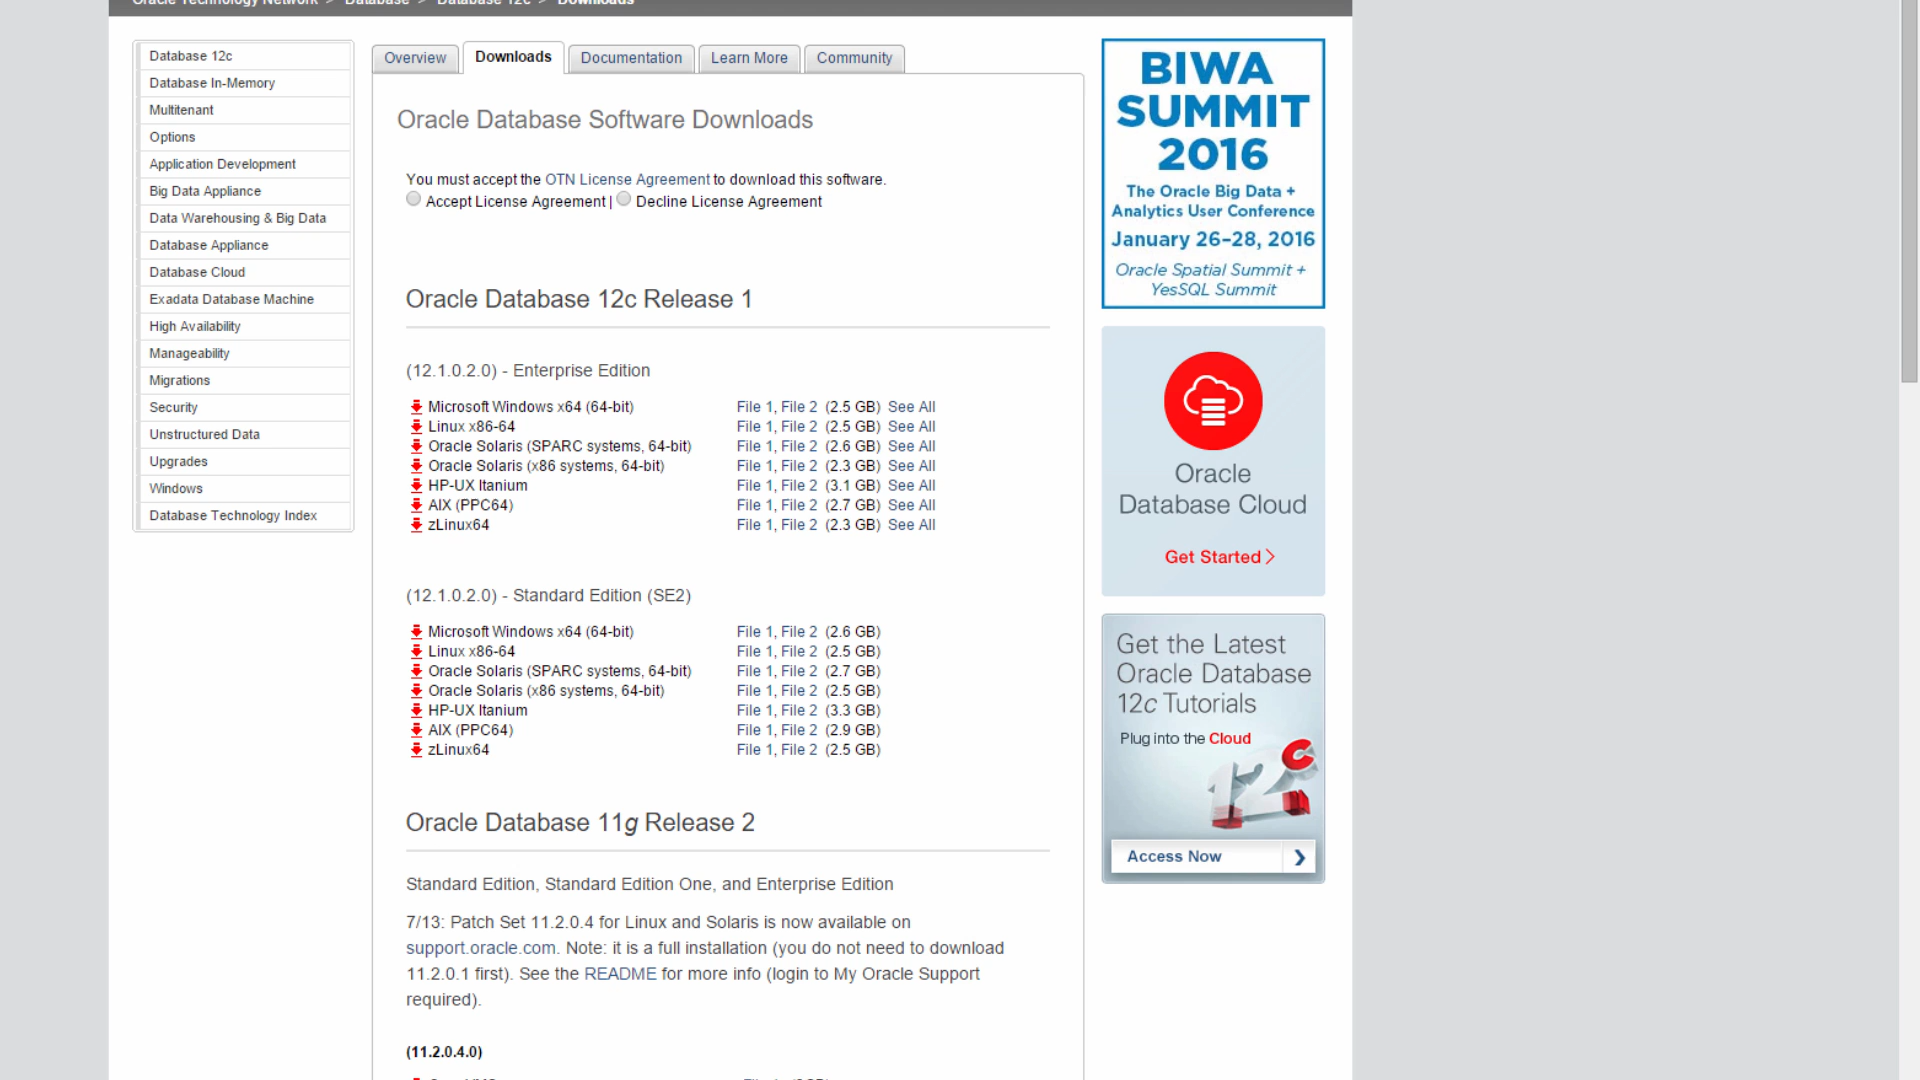 Oracle Technology Network > Database > Database 12c > Downloads
Database 12c
Database In-Memory
Multitenant
Options
Application Development
Big Data Appliance
Data Warehousing & Big Data
Database Appliance
Database Cloud
Exadata Database Machine
High Availability
Manageability
Migrations
Security
Unstructured Data
Upgrades
Windows
Database Technology Index
Overview Downloads Documentation Learn More Community
Oracle Database Software Downloads
You must accept the OTN License Agreement to download this software.
Accept License Agreement | Decline License Agreement
Oracle Database 12c Release 1
(12.1.0.2.0) - Enterprise Edition
Microsoft Windows x64 (64-bit) File 1, File 2 (2.5 GB) See All
Linux x86-64 File 1, File 2 (2.5 GB) See All
Oracle Solaris (SPARC systems, 64-bit) File 1, File 2 (2.6 GB) See All
Oracle Solaris (x86 systems, 64-bit) File 1, File 2 (2.3 GB) See All
HP-UX Itanium File 1, File 2 (3.1 GB) See All
AIX (PPC64) File 1, File 2 (2.7 GB) See All
zLinux64 File 1, File 2 (2.3 GB) See All
(12.1.0.2.0) - Standard Edition (SE2)
Microsoft Windows x64 (64-bit) File 1, File 2 (2.6 GB)
Linux x86-64 File 1, File 2 (2.5 GB)
Oracle Solaris (SPARC systems, 64-bit) File 1, File 2 (2.7 GB)
Oracle Solaris (x86 systems, 64-bit) File 1, File 2 (2.5 GB)
HP-UX Itanium File 1, File 2 (3.3 GB)
AIX (PPC64) File 1, File 2 (2.9 GB)
zLinux64 File 1, File 2 (2.5 GB)
Oracle Database 11g Release 2
Standard Edition, Standard Edition One, and Enterprise Edition
7/13: Patch Set 11.2.0.4 for Linux and Solaris is now available on
support.oracle.com. Note: it is a full installation (you do not need to download
11.2.0.1 first). See the README for more info (login to My Oracle Support
required).
(11.2.0.4.0)
BIWA
SUMMIT
2016
The Oracle Big Data +
Analytics User Conference
January 26-28, 2016
Oracle Spatial Summit +
YesSQL Summit
Oracle
Database Cloud
Get Started >
Get the Latest
Oracle Database
12c Tutorials
Plug into the Cloud
12c
Access Now